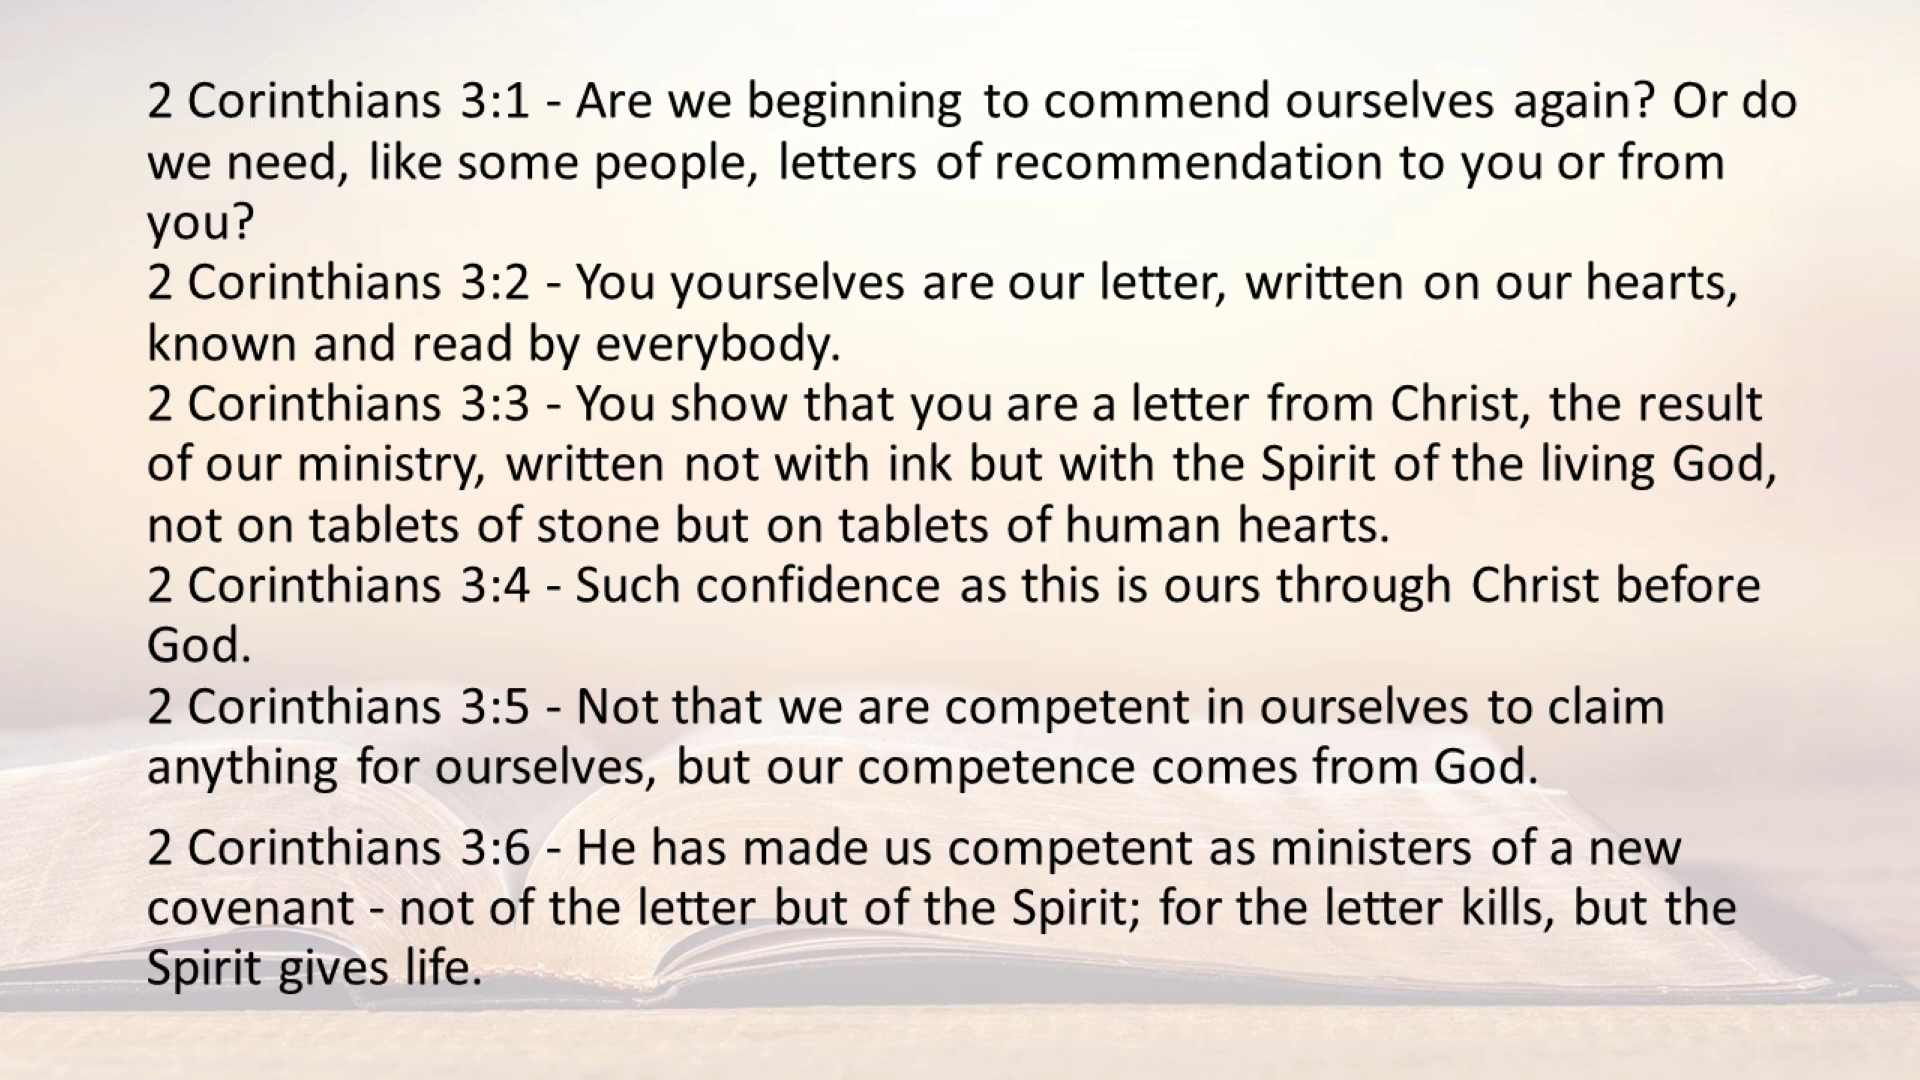 2 Corinthians 3:1 - Are we beginning to commend ourselves again? Or do
we need, like some people, letters of recommendation to you or from
you?
2 Corinthians 3:2 - You yourselves are our letter, written on our hearts,
known and read by everybody.
2 Corinthians 3:3 - You show that you are a letter from Christ, the result
of our ministry, written not with ink but with the Spirit of the living God,
not on tablets of stone but on tablets of human hearts.
2 Corinthians 3:4 - Such confidence as this is ours through Christ before
God.
2 Corinthians 3:5 - Not that we are competent in ourselves to claim
anything for ourselves, but our competence comes from God.
2 Corinthians 3:6 - He has made us competent as ministers of a new
covenant - not of the letter but of the Spirit; for the letter kills, but the
Spirit gives life.